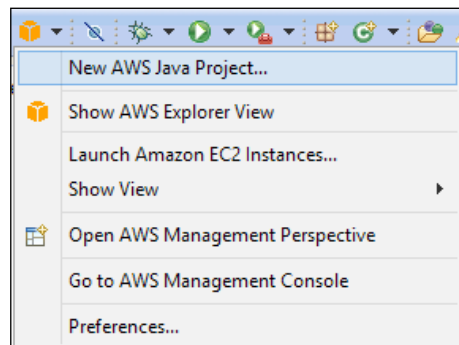 New AWS Java Project...
Show AWS Explorer View
Launch Amazon EC2 Instances...
Show View
Open AWS Management Perspective
Go to AWS Management Console
Preferences...